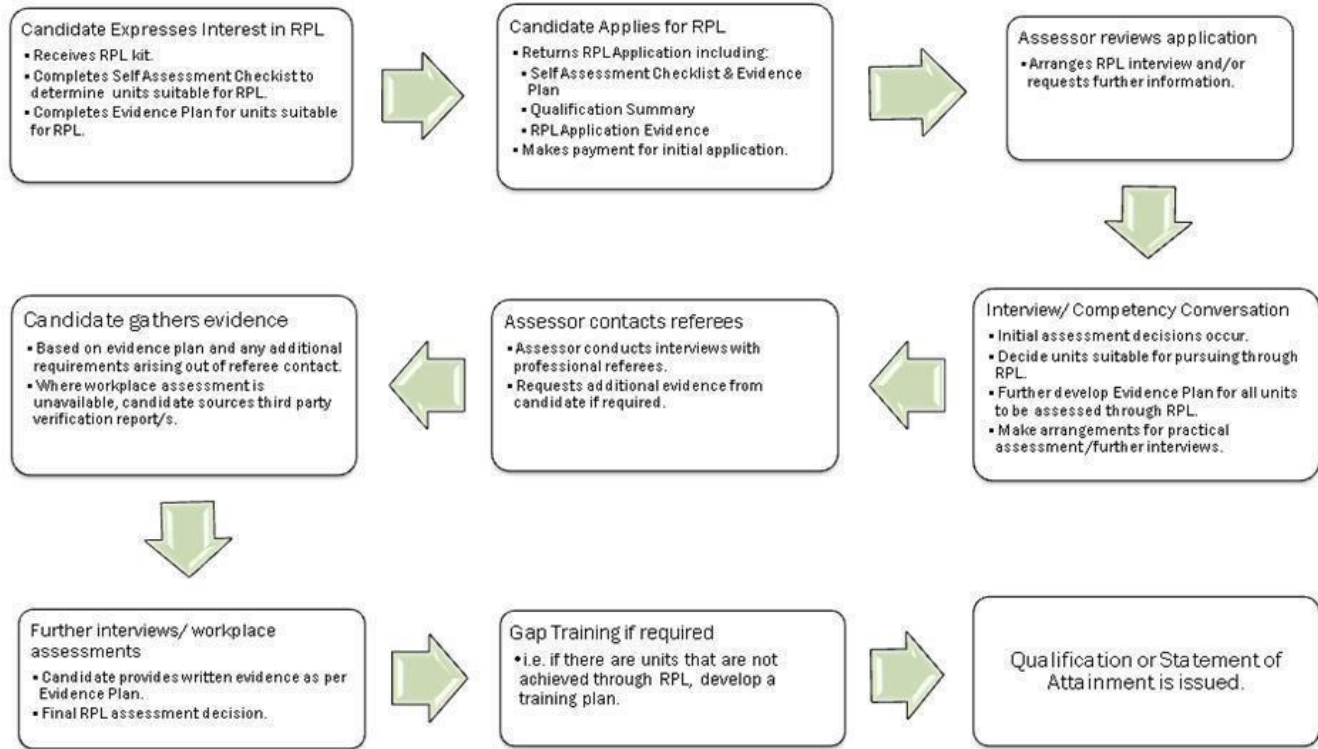 Candidate Expresses Interest in RPL
▪ Receives RPL kit.
▪ Completes Self Assessment Checkist to
determine units suitable for RPL.
▪ Completes Evidence Plan for units suitable
for RPL.
Candidate Applies for RPL
▪ Returns RPL Application including:
▪ Self Assessment Checklist & Evidence
Plan
▪ Qualification Summary
▪ RPL Application Evidence
▪ Makes payment for initial application.
Assessor reviews application
▪ Arranges RPL interview and/or
requests further information.
Interview/ Competency Conversation
▪ Initial assessment decisions occur.
▪ Decide units suitable for pursuing through
RPL.
▪ Further develop Evidence Plan for all units
to be assessed through RPL.
▪ Make arrangements for practical
assessment/further interviews.
Assessor contacts referees
▪ Assessor conducts interviews with
professional referees.
▪ Requests additional evidence from
candidate if required.
Candidate gathers evidence
▪ Based on evidence plan and any additional
requirements arising out of referee contact.
▪ Where workplace assessment is
unavailable, candidate sources third party
verification report/s.
Further interviews/ workplace
assessments
▪ Candidate provides written evidence as per
Evidence Plan.
▪ Final RPL assessment decision.
Gap Training if required
• i.e. if there are units that are not
achieved through RPL, develop a
training plan.
Qualification or Statement of
Attainment is issued.